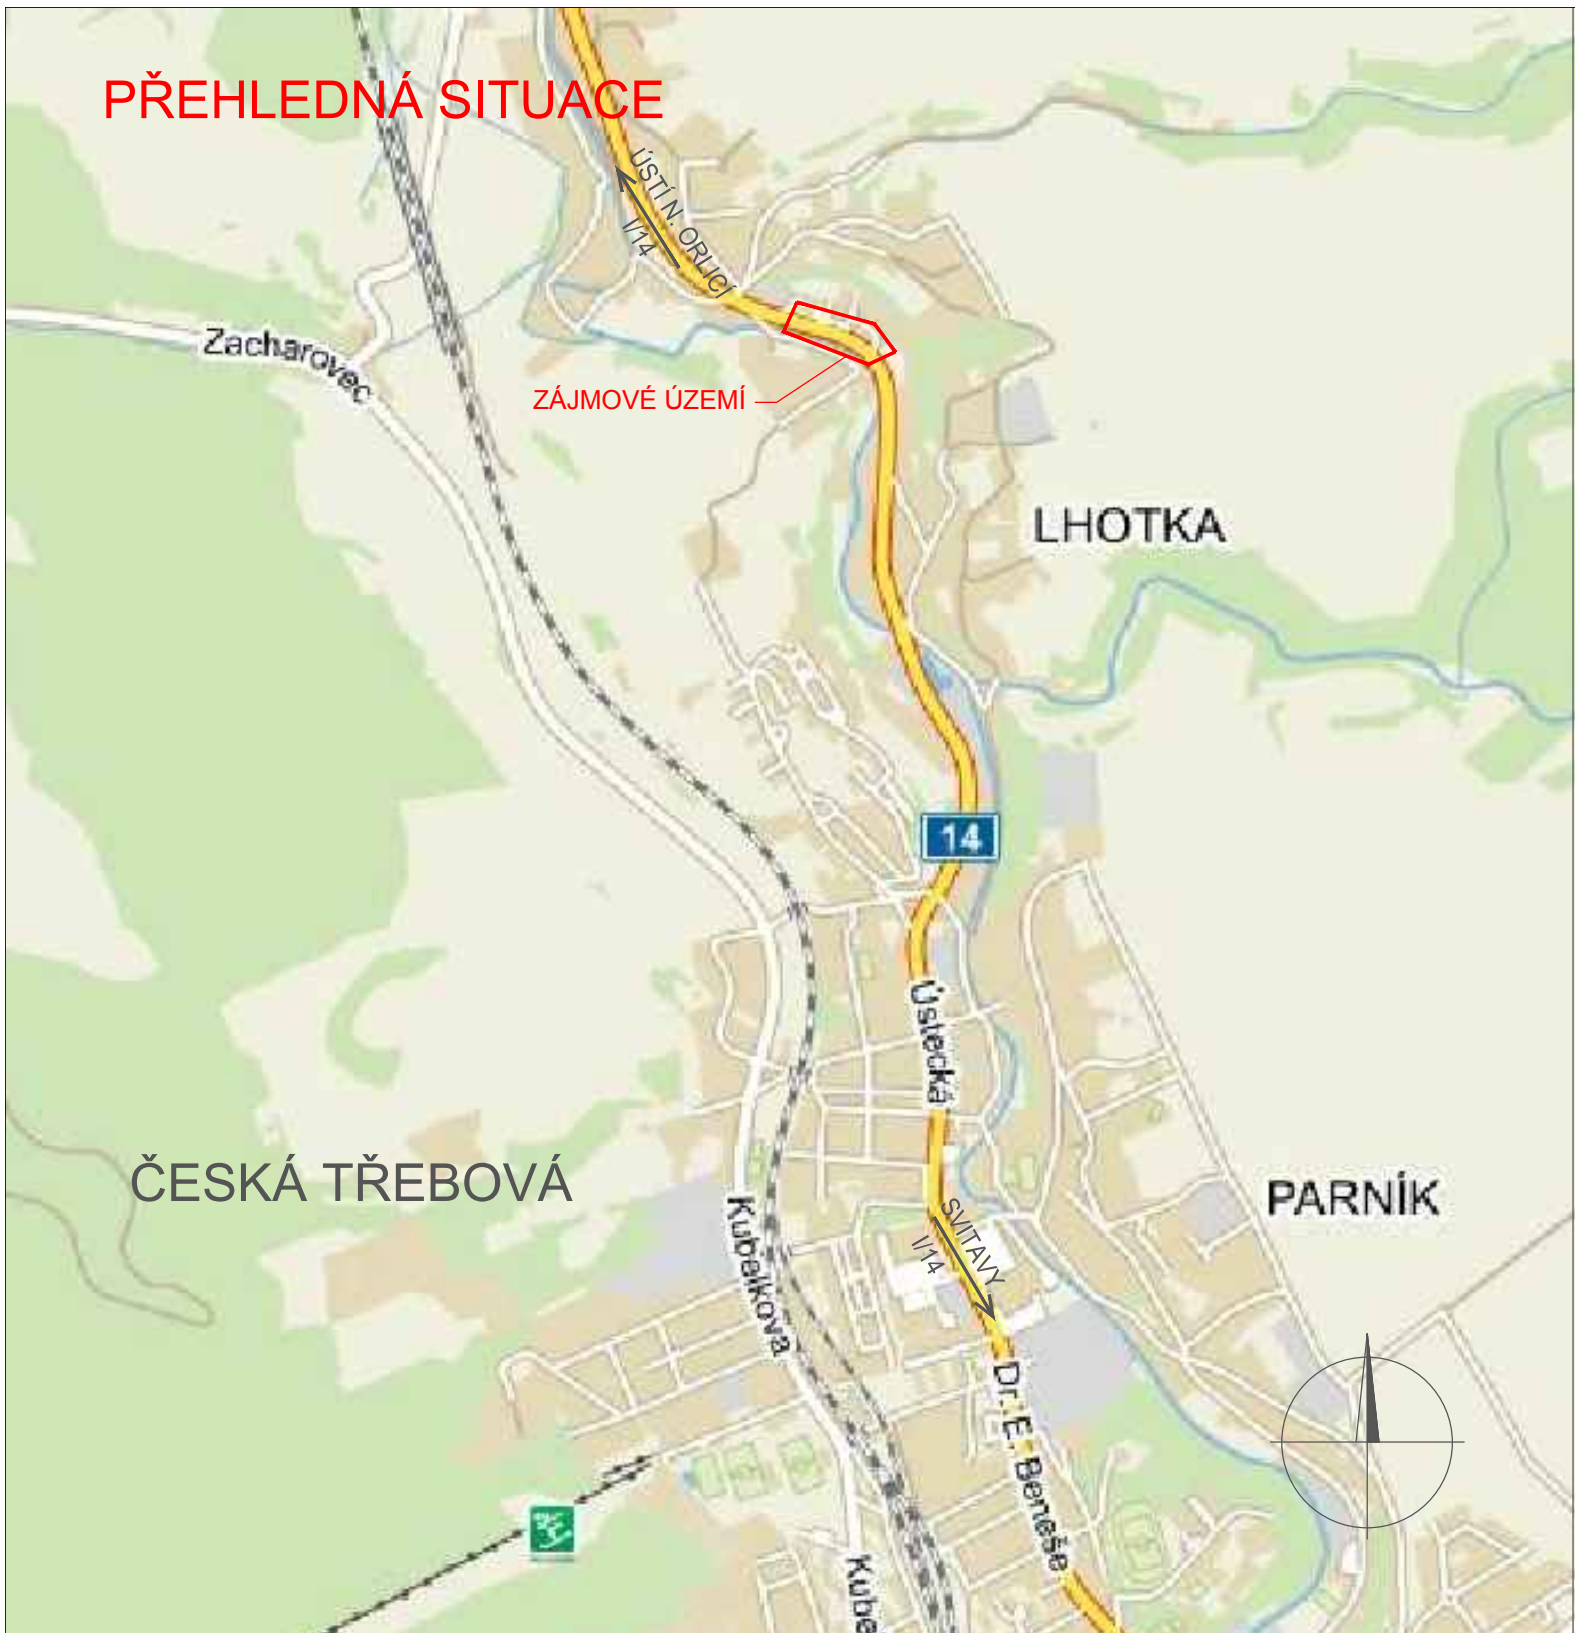 PŘEHLEDNÁ SITUACE
ÚSTÍ N. ORLICÍ
I/14
Zacharovec
ZÁJMOVÉ ÚZEMÍ
LHOTKA
14
Ústecká
ČESKÁ TŘEBOVÁ
PARNÍK
Kubelkova
SVITAVY
I/14
Dr. E. Beneše
Kube